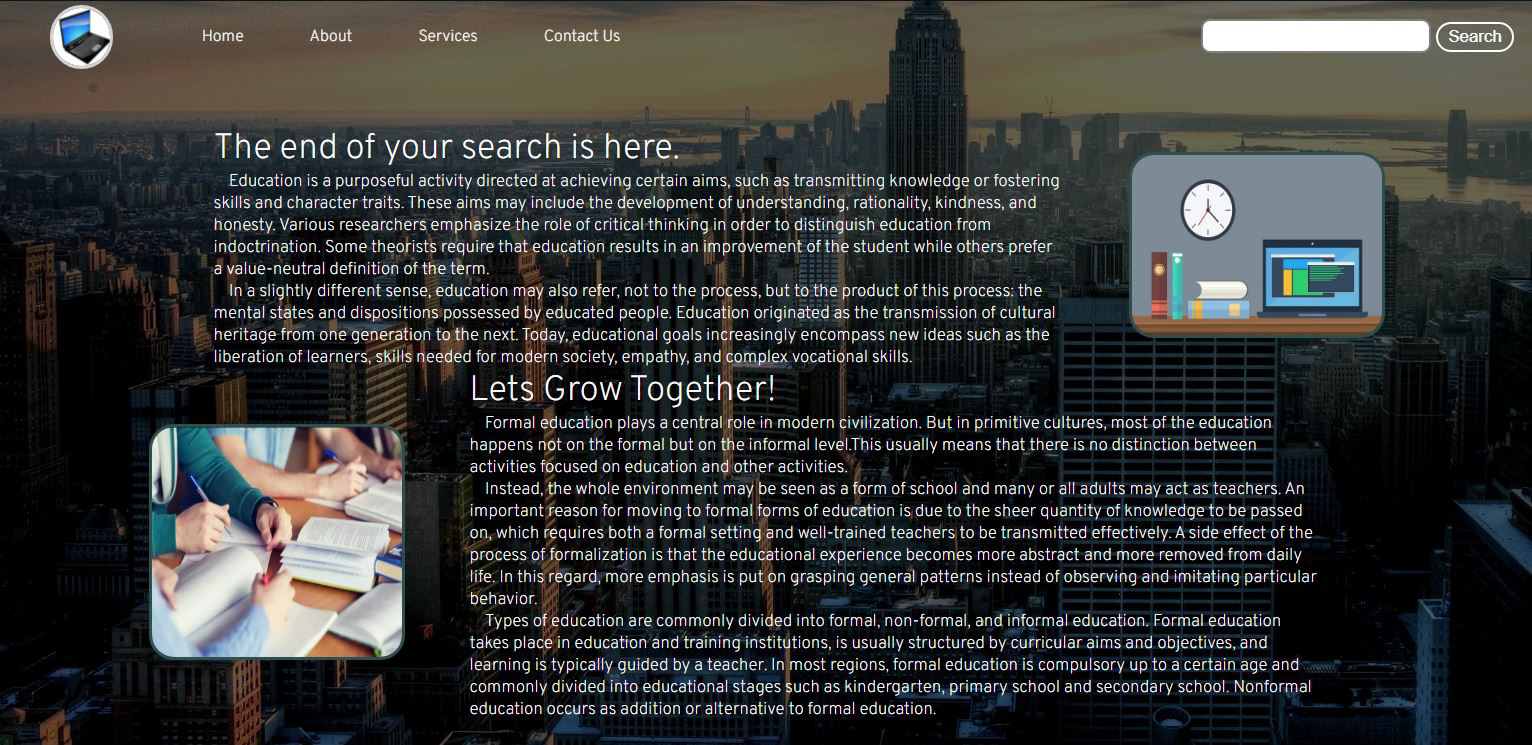 Home
About
Services
Contact Us
Search
The end of your search is here.
Education is a purposeful activity directed at achieving certain aims, such as transmitting knowledge or fostering
skills and character traits. These aims may include the development of understanding, rationality, kindness, and
honesty. Various researchers emphasize the role of critical thinking in order to distinguish education from
indoctrination. Some theorists require that education results in an improvement of the student while others prefer
a value-neutral definition of the term.
In a slightly different sense, education may also refer, not to the process, but to the product of this process: the
mental states and dispositions possessed by educated people. Education originated as the transmission of cultural
heritage from one generation to the next. Today, educational goals increasingly encompass new ideas such as the
liberation of learners, skills needed for modern society, empathy, and complex vocational skills.
Lets Grow Together!
Formal education plays a central role in modern civilization. But in primitive cultures, most of the education
happens not on the formal but on the informal level.This usually means that there is no distinction between
activities focused on education and other activities.
Instead, the whole environment may be seen as a form of school and many or all adults may act as teachers. An
important reason for moving to formal forms of education is due to the sheer quantity of knowledge to be passed
on, which requires both a formal setting and well-trained teachers to be transmitted effectively. A side effect of the
process of formalization is that the educational experience becomes more abstract and more removed from daily
life. In this regard, more emphasis is put on grasping general patterns instead of observing and imitating particular
behavior.
Types of education are commonly divided into formal, non-formal, and informal education. Formal education
takes place in education and training institutions, is usually structured by curricular aims and objectives, and
learning is typically guided by a teacher. In most regions, formal education is compulsory up to a certain age and
commonly divided into educational stages such as kindergarten, primary school and secondary school. Nonformal
education occurs as addition or alternative to formal education.